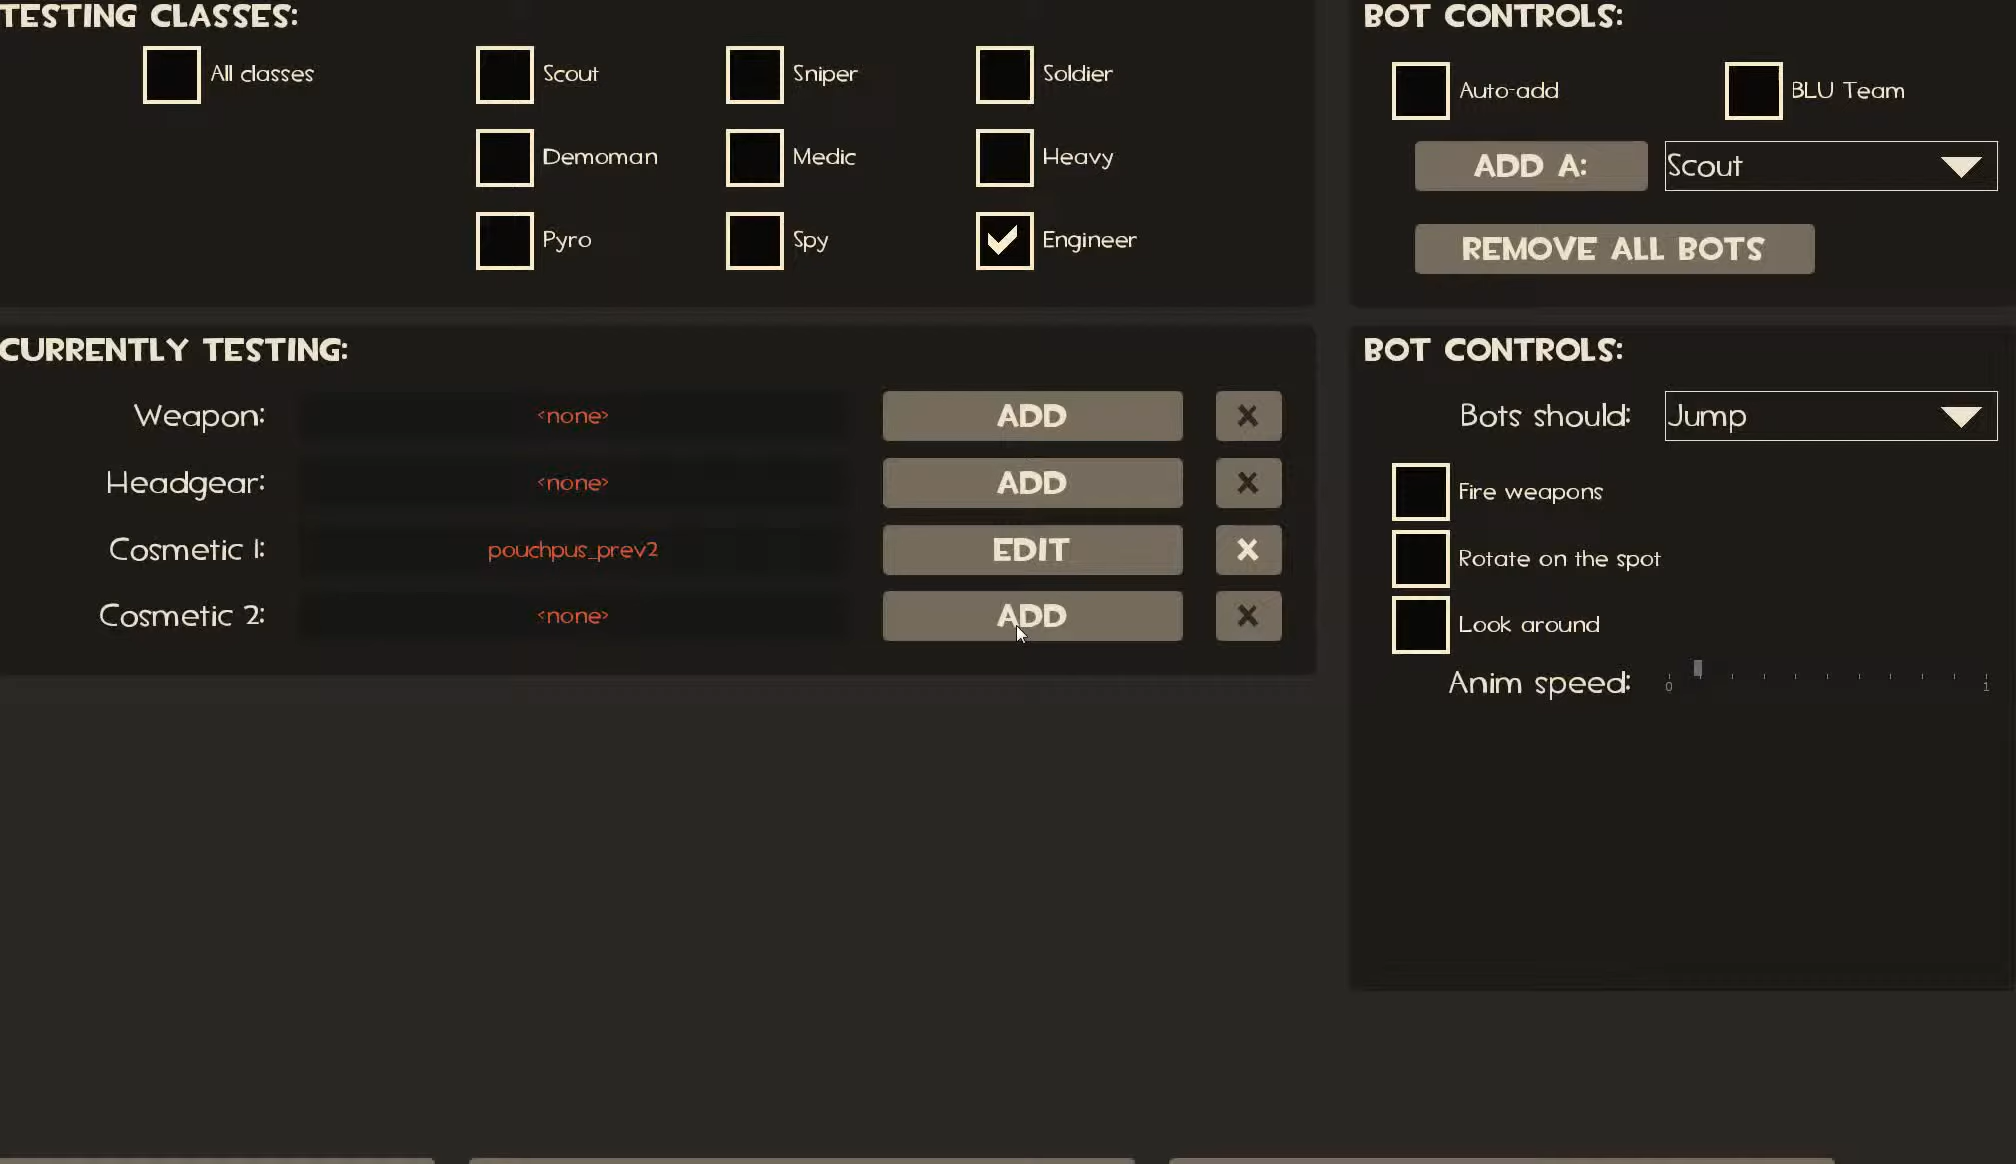 TESTING CLASSES:
All classes
Scout
Sniper
Soldier
Demoman
Medic
Heavy
Pyro
Spy
Engineer
BOT CONTROLS:
Auto-add
BLU Team
ADD A:
Scout
REMOVE ALL BOTS
CURRENTLY TESTING:
Weapon: <none> ADD X
Headgear: <none> ADD X
Cosmetic 1: pouchpus_prev2 EDIT X
Cosmetic 2: <none> ADD X
BOT CONTROLS:
Bots should: Jump
Fire weapons
Rotate on the spot
Look around
Anim speed:
0 1